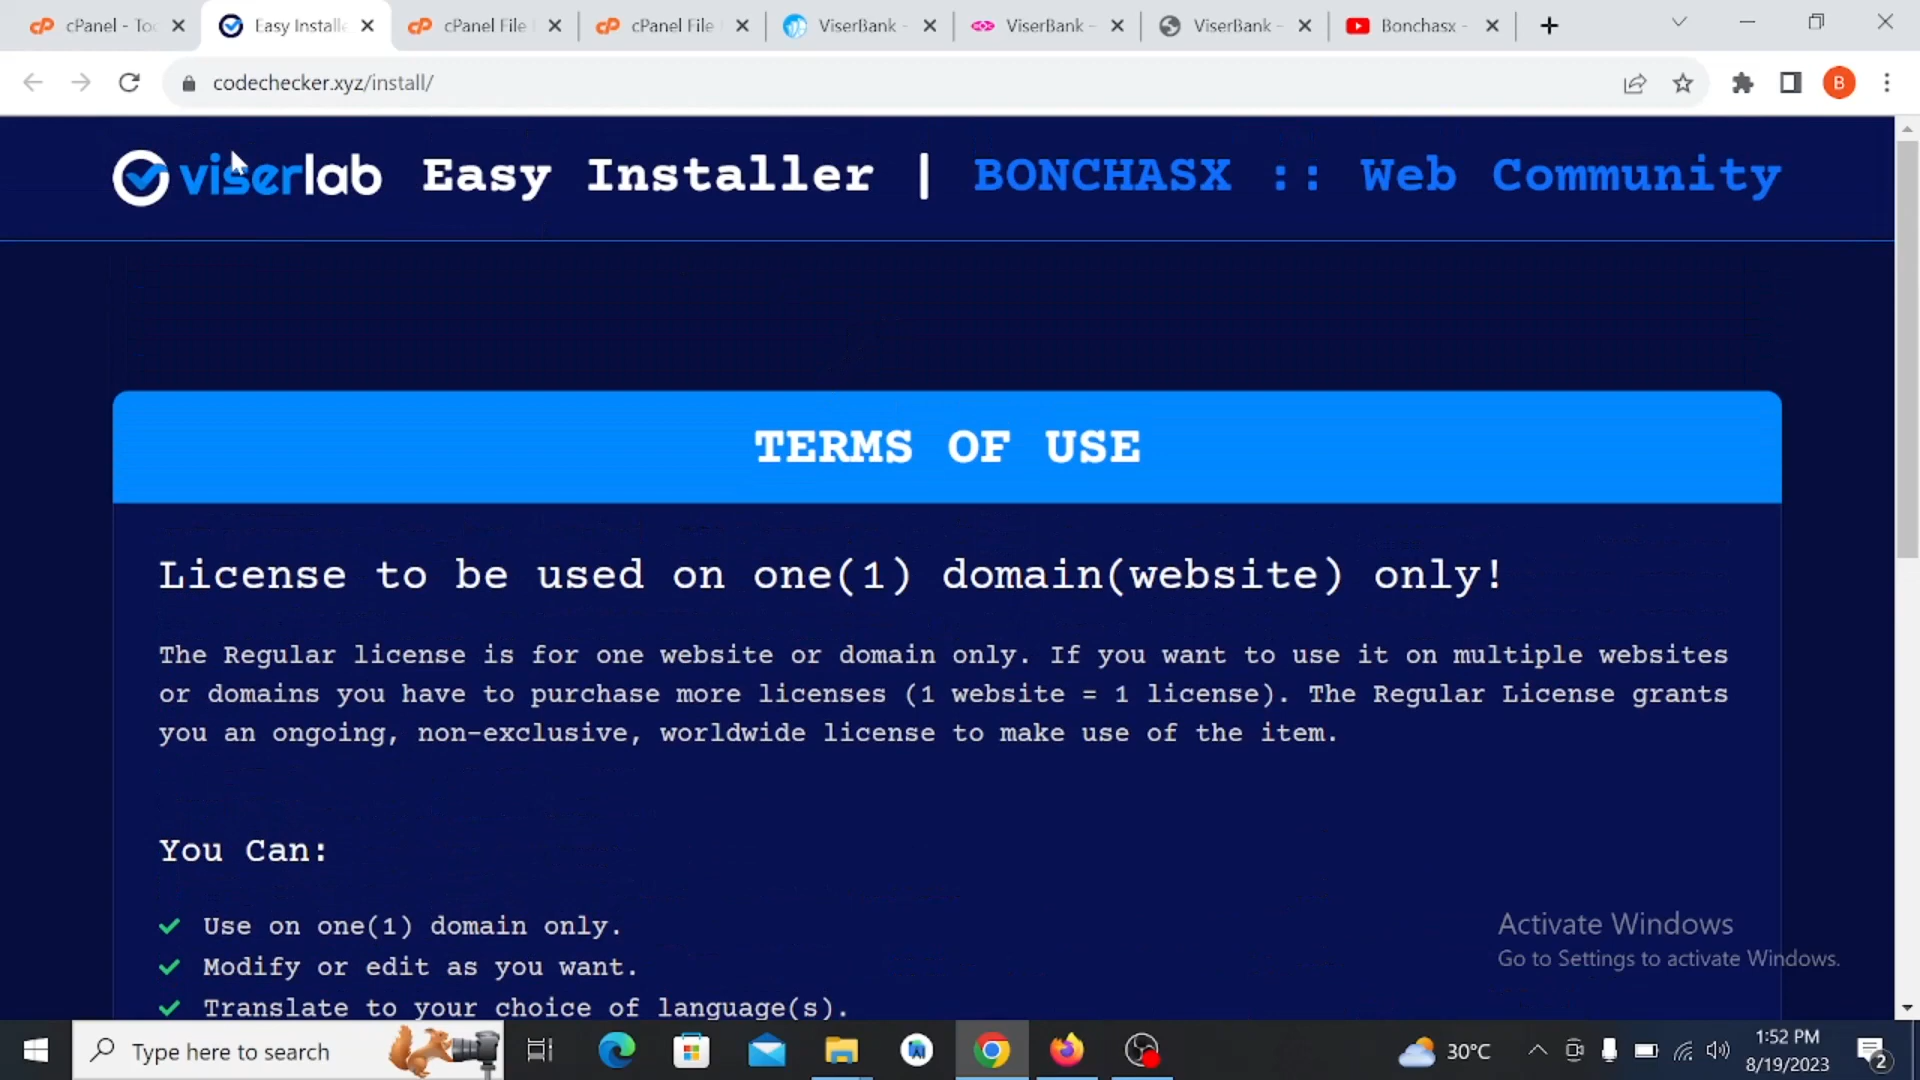 cPanel - Too
Easy Installe
cPanel File
cPanel File
ViserBank -
ViserBank -
ViserBank -
Bonchasx -
codechecker.xyz/install/
B
viserlab Easy Installer | BONCHASX :: Web Community
TERMS OF USE
License to be used on one(1) domain(website) only!
The Regular license is for one website or domain only. If you want to use it on multiple websites
or domains you have to purchase more licenses (1 website = 1 license). The Regular License grants
you an ongoing, non-exclusive, worldwide license to make use of the item.
You Can:
Use on one(1) domain only.
Modify or edit as you want.
Translate to your choice of language(s).
Activate Windows
Go to Settings to activate Windows.
Type here to search
30°C
1:52 PM
8/19/2023
2